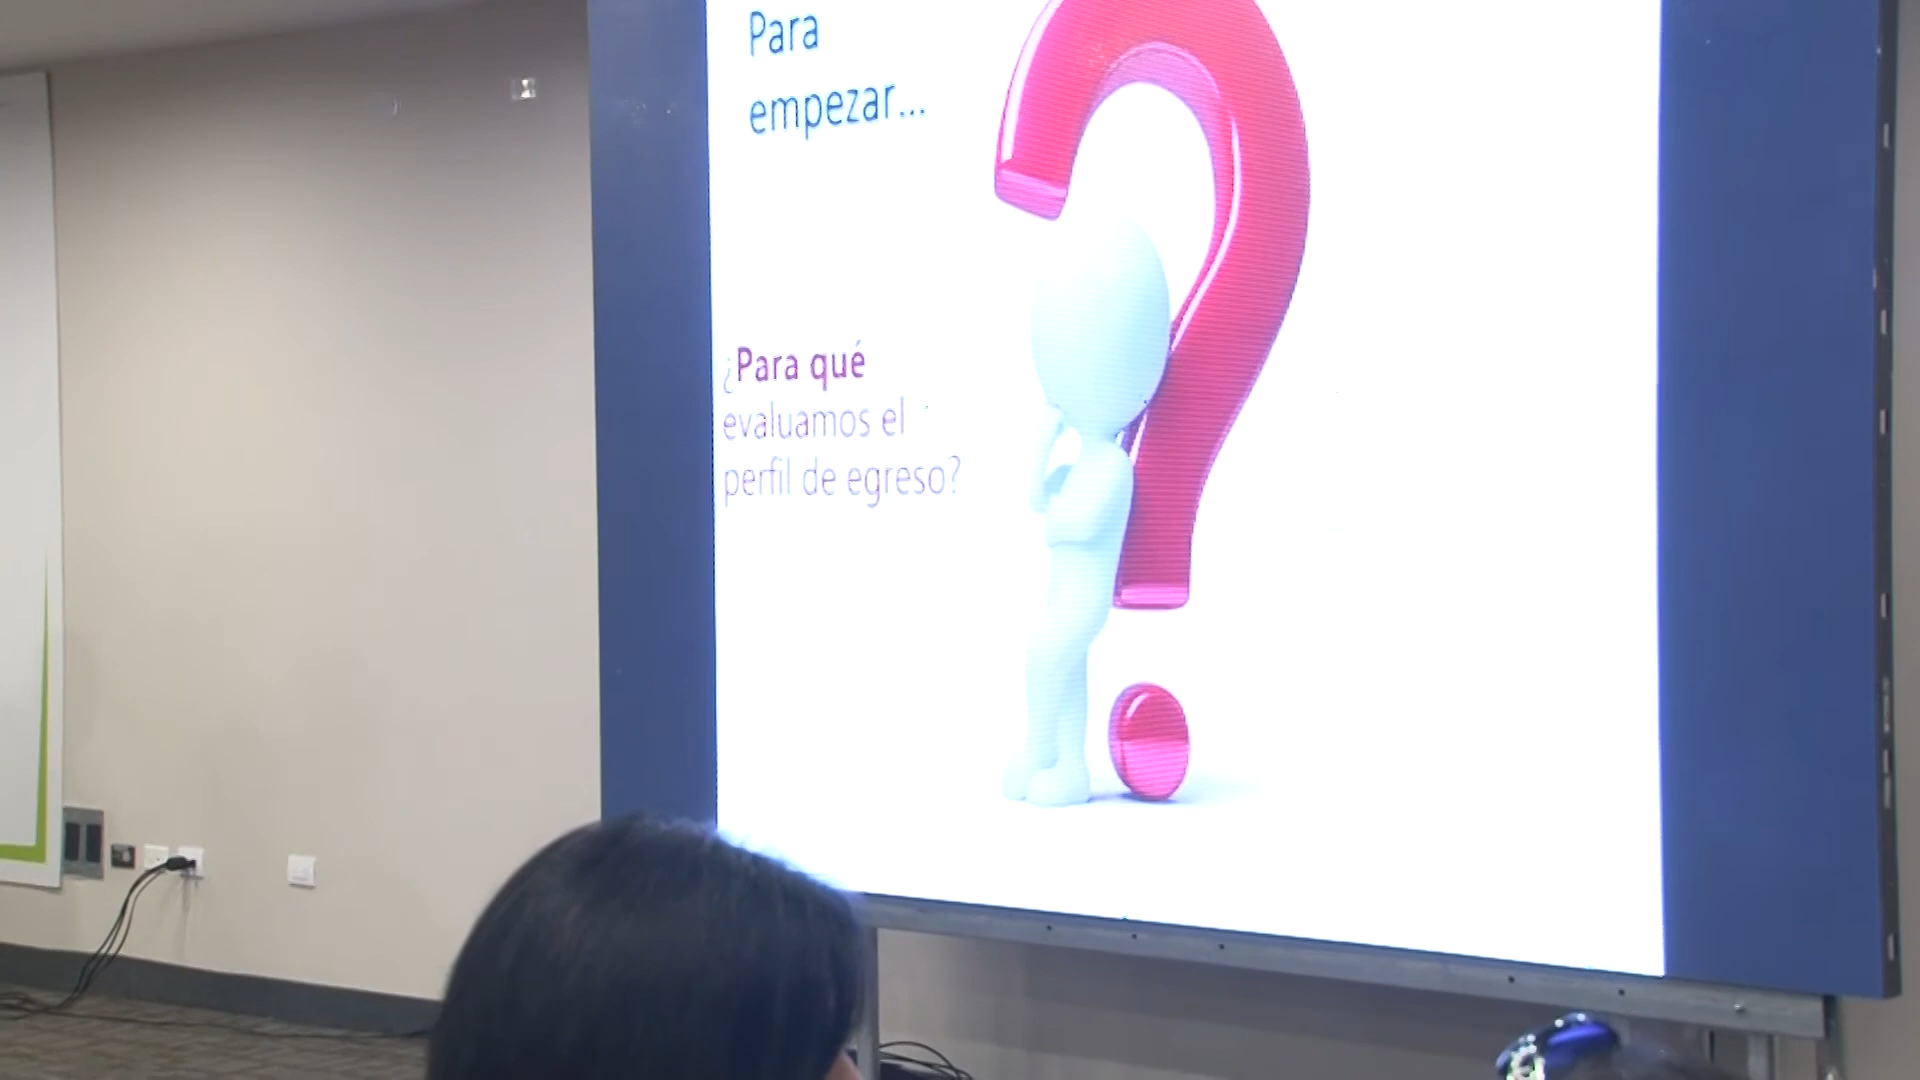 Para
empezar...
¿Para qué
evaluamos el
perfil de egreso?